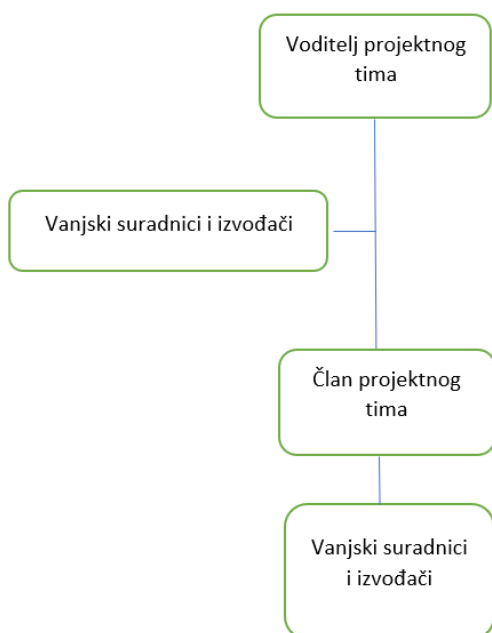 Voditelj projektnog
tima
Vanjski suradnici i izvođači
Član projektnog
tima
Vanjski suradnici
i izvođači